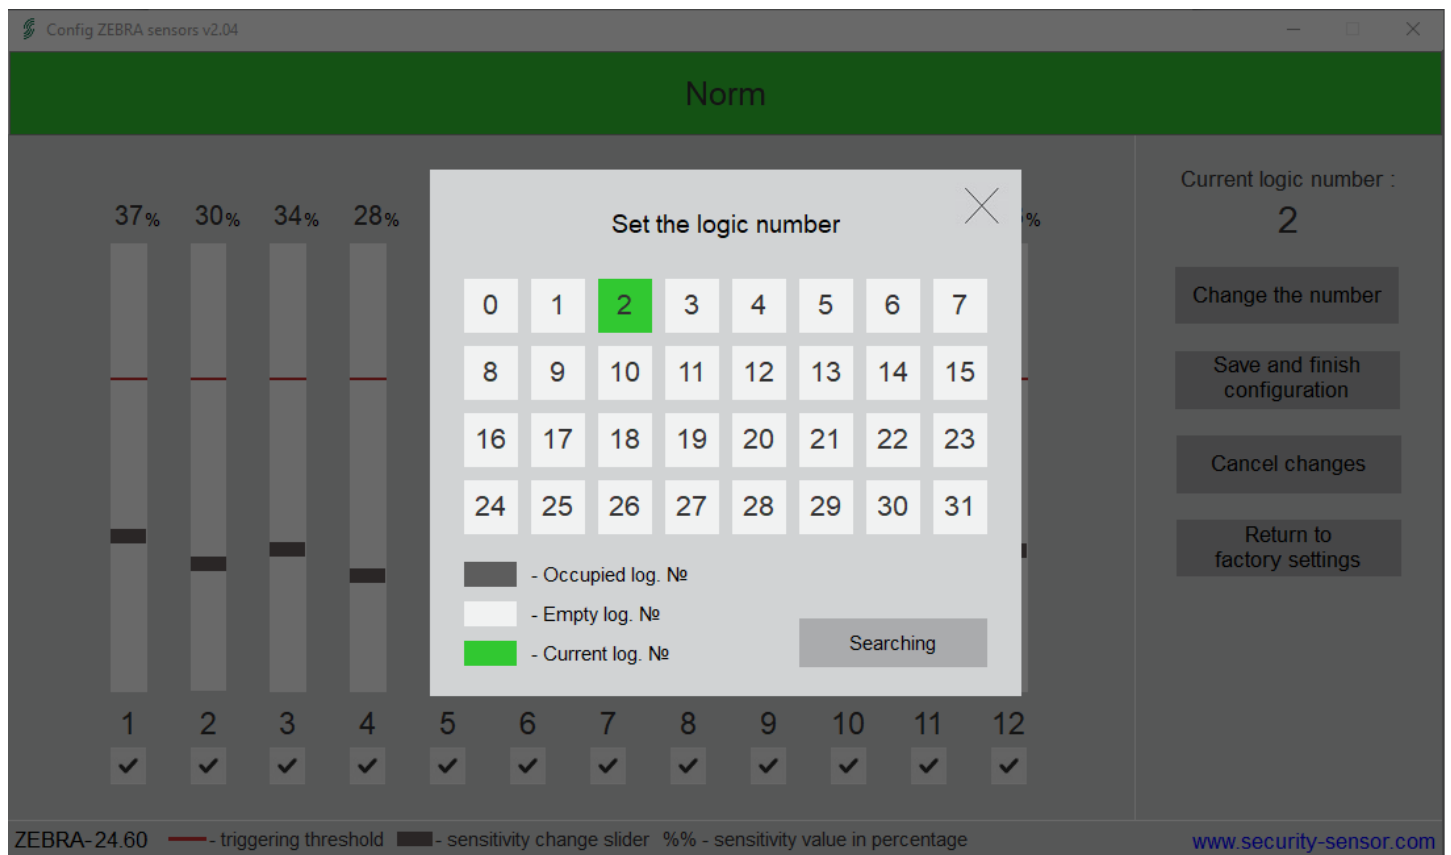 Config ZEBRA sensors v2.04
Norm
Current logic number :
2
37% 30% 34% 28% %
Set the logic number
0 1 2 3 4 5 6 7
8 9 10 11 12 13 14 15
16 17 18 19 20 21 22 23
24 25 26 27 28 29 30 31
- Occupied log. №
- Empty log. №
- Current log. №
Searching
Change the number
Save and finish
configuration
Cancel changes
Return to
factory settings
1 2 3 4 5 6 7 8 9 10 11 12
ZEBRA-24.60 - triggering threshold - sensitivity change slider %% - sensitivity value in percentage www.security-sensor.com